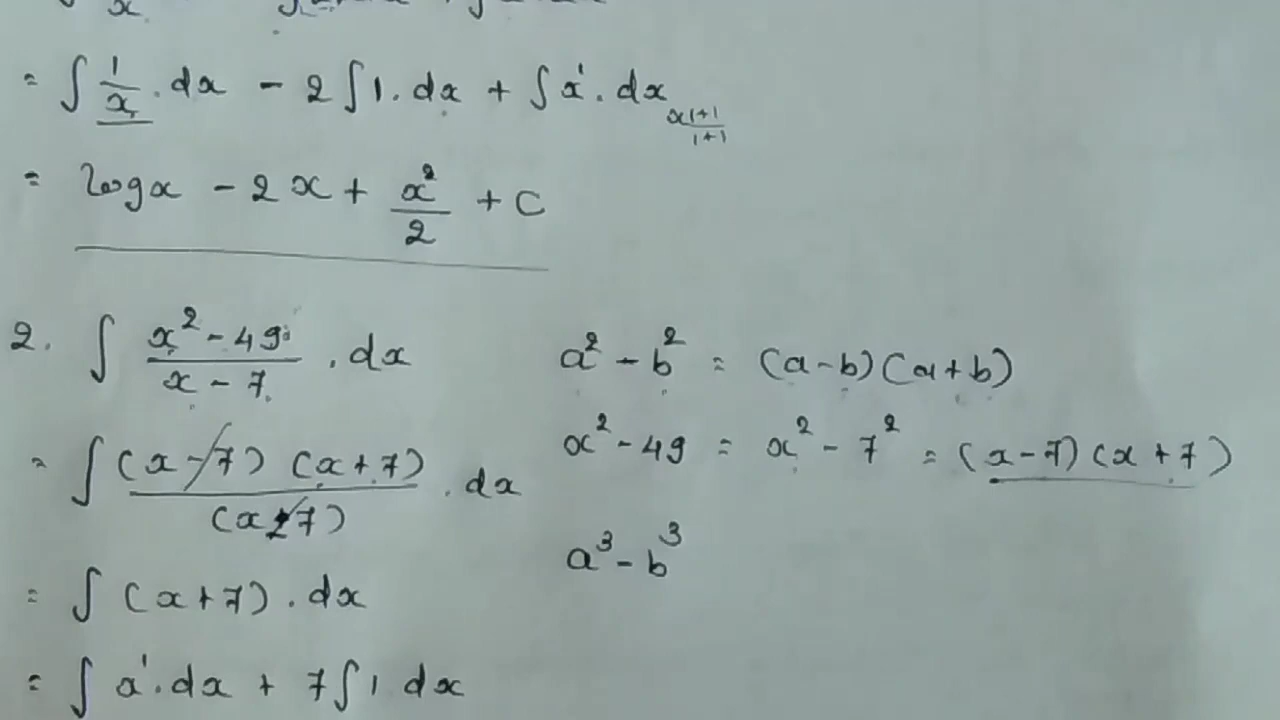 = ∫ 1/x . dx - 2 ∫ 1. dx + ∫ x¹. dx
x¹⁺¹/1+1
= log x - 2x + x²/2 + C
2. ∫ x² - 49/x - 7 . dx
a² - b² = (a-b)(a+b)
= ∫ (x-7) (x+7)/(x-7) . dx
x² - 49 = x² - 7² = (x-7)(x+7)
a³ - b³
= ∫ (x+7) . dx
= ∫ x¹. dx + 7 ∫ 1 dx